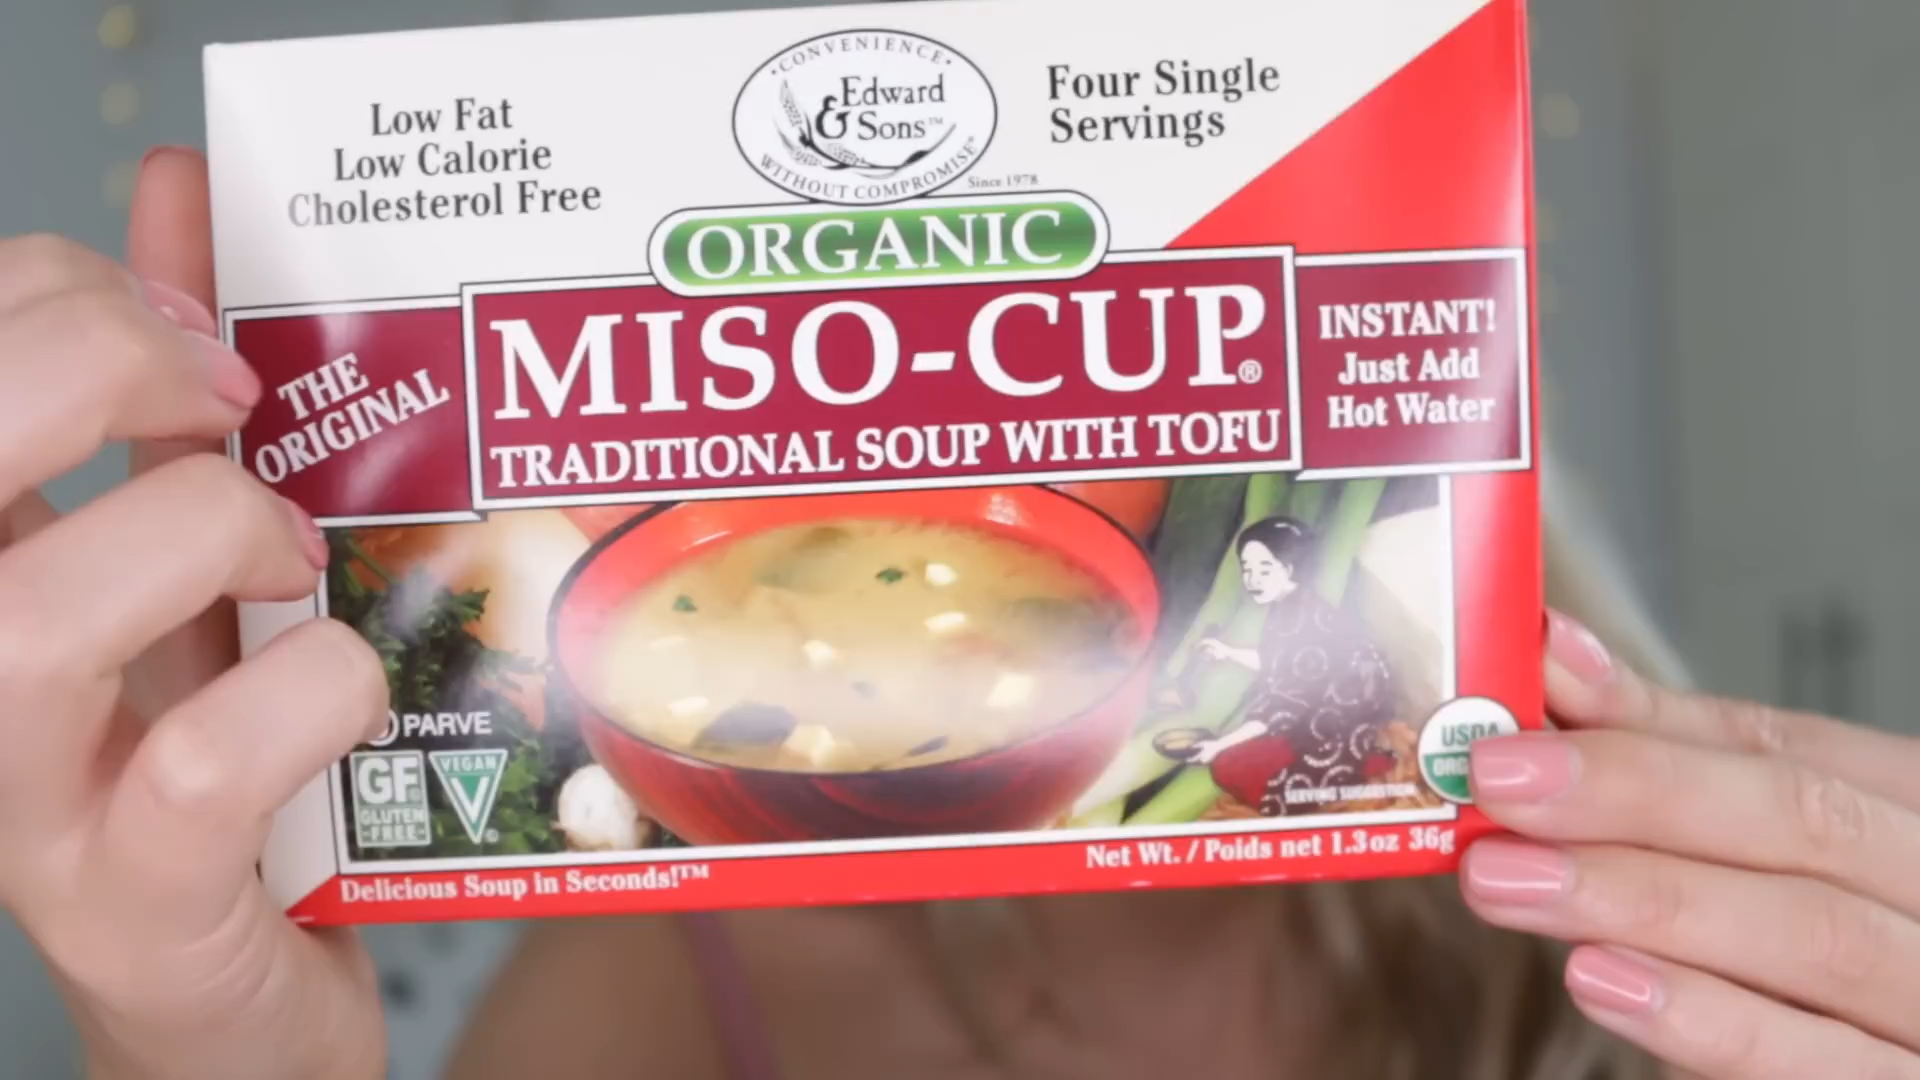 Low Fat
Low Calorie
Cholesterol Free
CONVENIENCE
Edward
& Sons™
WITHOUT COMPROMISE
Since 1978
Four Single
Servings
ORGANIC
THE
ORIGINAL
MISO-CUP®
TRADITIONAL SOUP WITH TOFU
INSTANT!
Just Add
Hot Water
PARVE
GF
GLUTEN
-FREE-
VEGAN
V
USDA
SERVING SUGGESTION
Delicious Soup in Seconds!™
Net Wt. / Poids net 1.3oz 36g